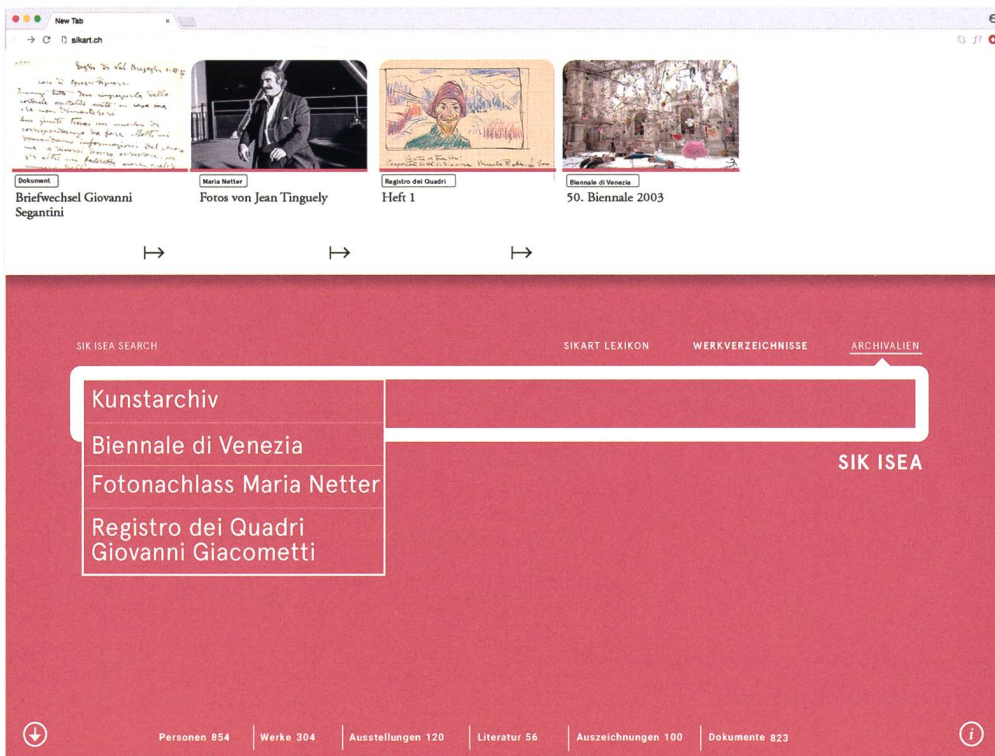 New Tab
sikart.ch
Dokument
Briefwechsel Giovanni
Segantini
Maria Netter
Fotos von Jean Tinguely
Registro dei Quadri
Heft 1
Biennale di Venezia
50. Biennale 2003
SIK ISEA SEARCH
SIKART LEXIKON
WERKVERZEICHNISSE
ARCHIVALIEN
Kunstarchiv
Biennale di Venezia
Fotonachlass Maria Netter
Registro dei Quadri
Giovanni Giacometti
SIK ISEA
Personen 854
Werke 304
Ausstellungen 120
Literatur 56
Auszeichnungen 100
Dokumente 823